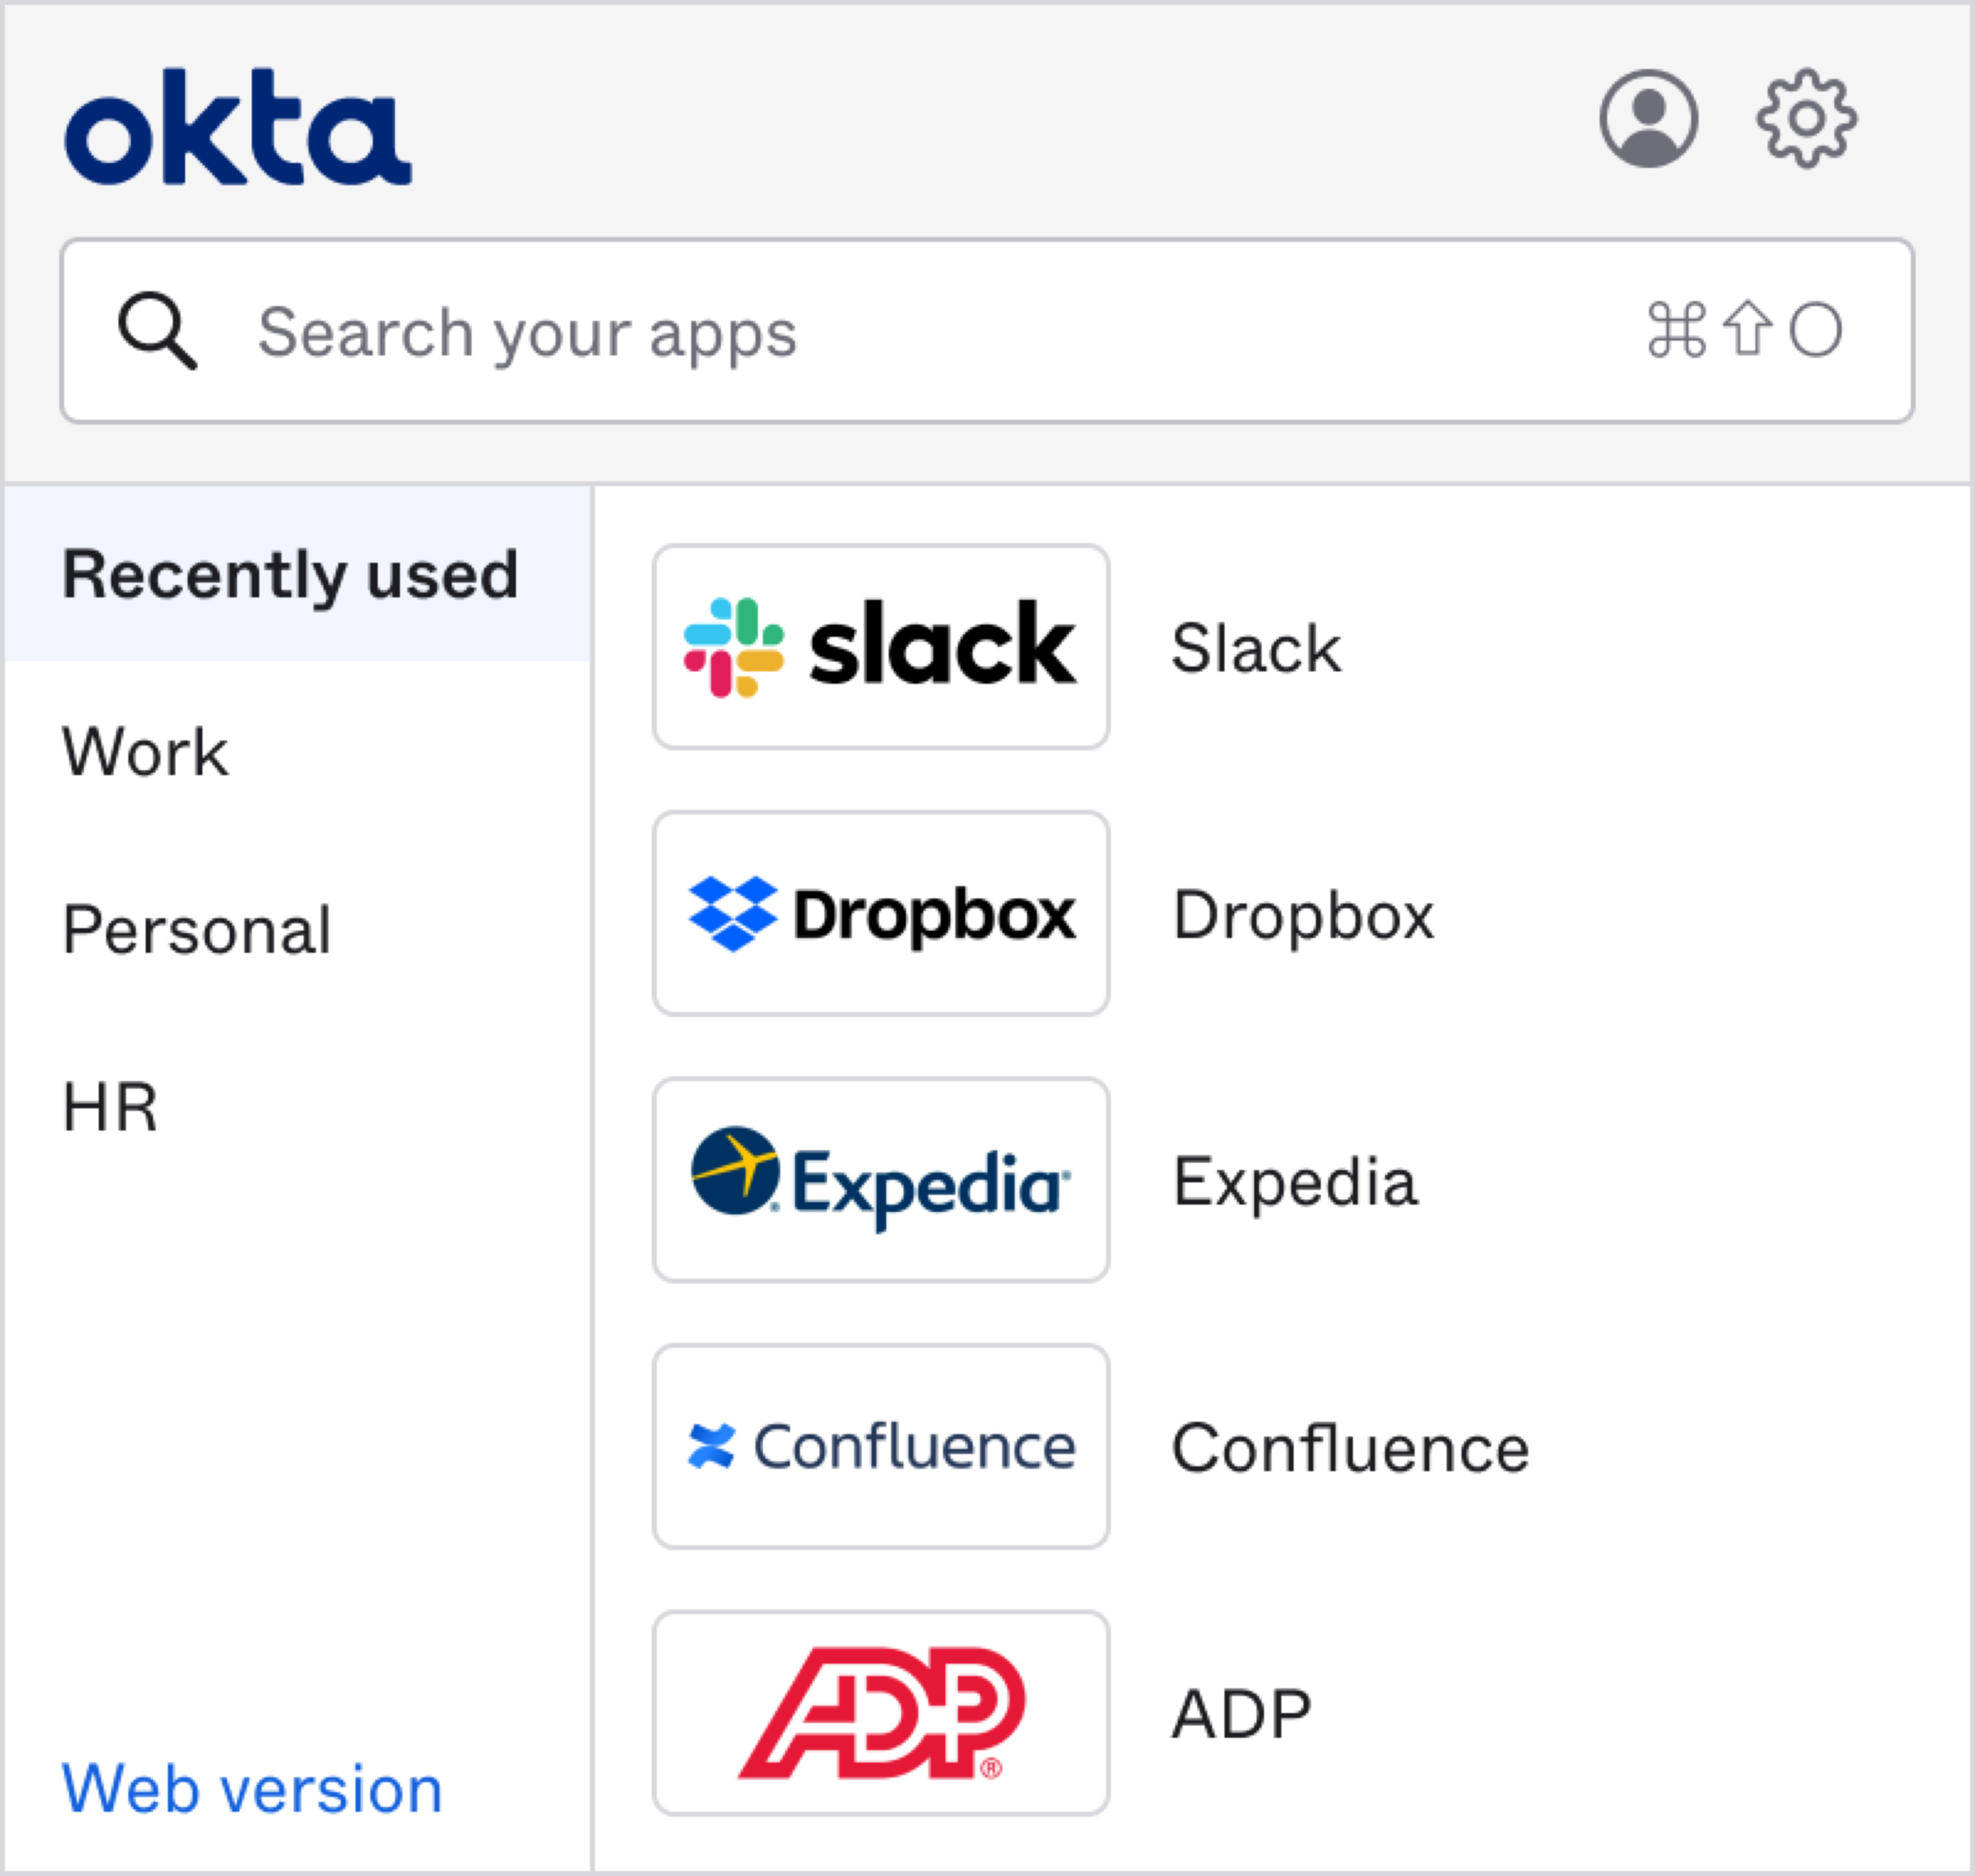 okta
Search your apps ⌘⇧O
Recently used
Work
Personal
HR
Web version
slack Slack
Dropbox Dropbox
Expedia® Expedia
Confluence Confluence
ADP® ADP